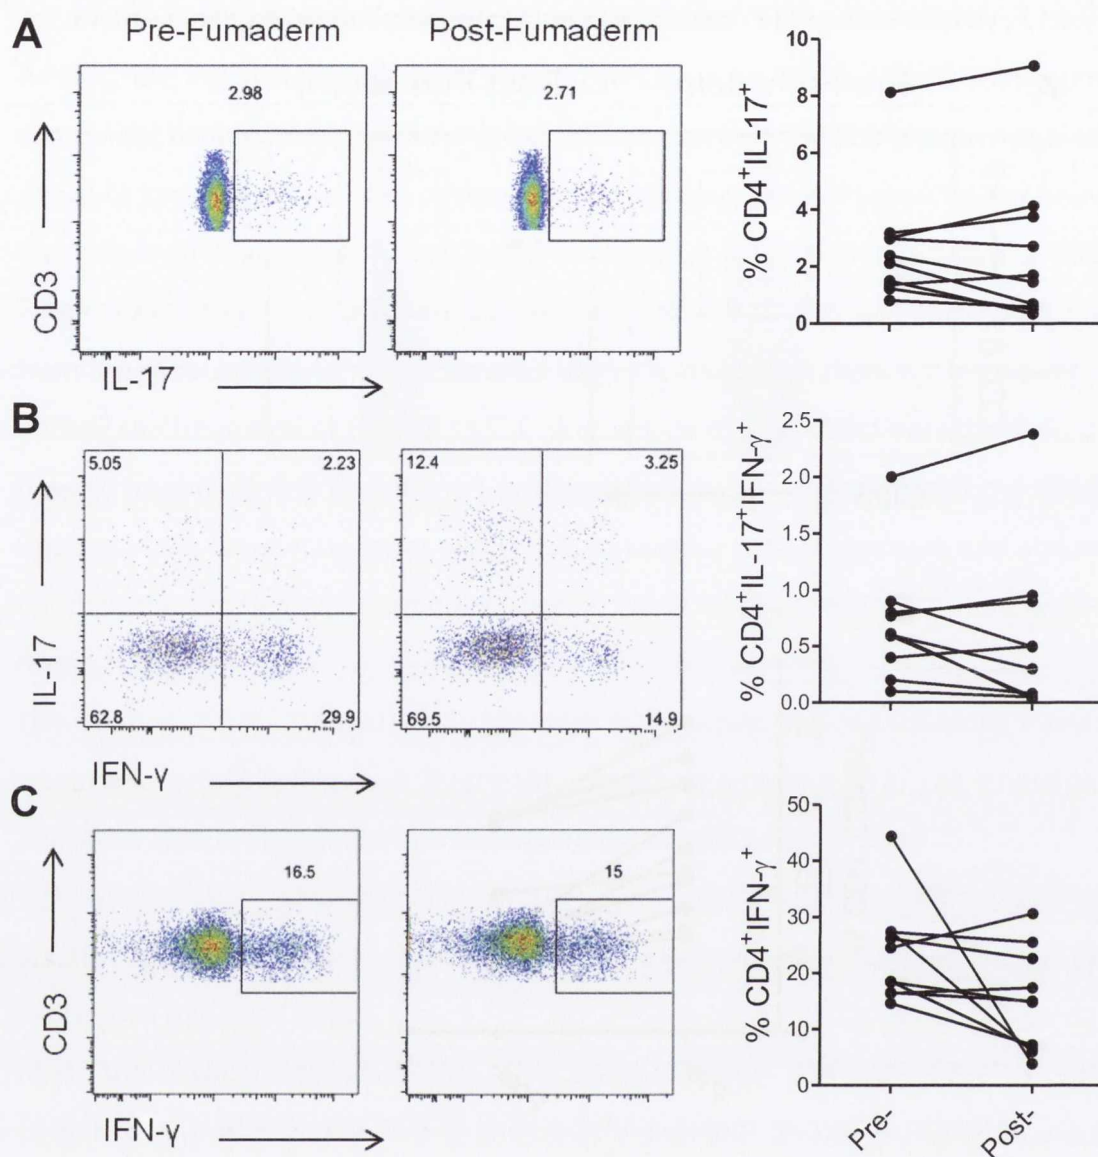 A
Pre-Fumaderm
Post-Fumaderm
2.98
2.71
CD3
IL-17
% CD4+IL-17+
10
8
6
4
2
0
B
5.05
2.23
12.4
3.25
62.8
29.9
69.5
14.9
IL-17
IFN-γ
% CD4+IL-17+IFN-γ+
2.5
2.0
1.5
1.0
0.5
0.0
C
16.5
15
CD3
IFN-γ
% CD4+IFN-γ+
50
40
30
20
10
0
Pre-
Post-